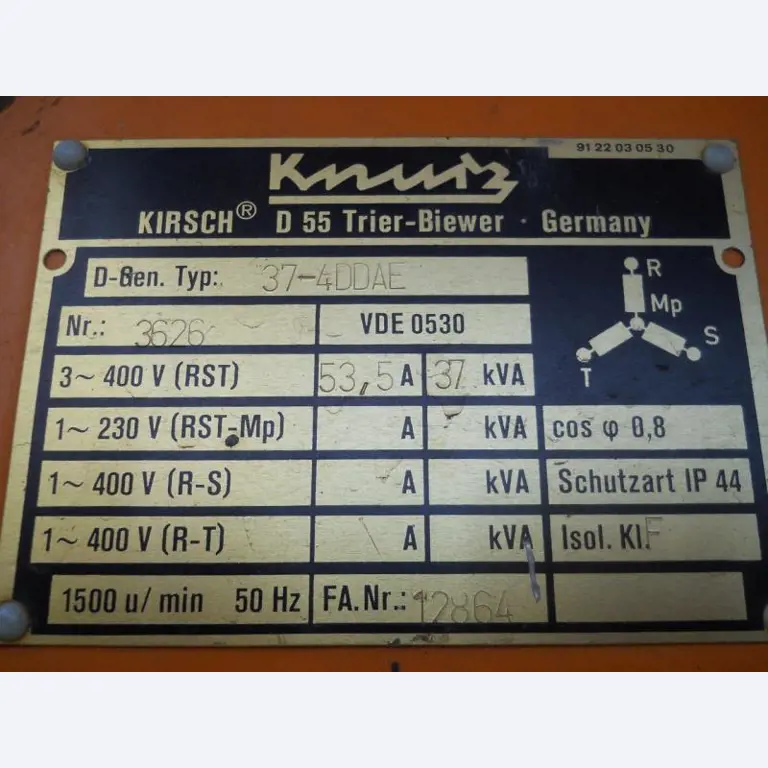 91 22 03 05 30
Knurz
KIRSCH® D 55 Trier-Biewer · Germany
D-Gen. Typ: 37-4DDAE
Nr.: 3626 VDE 0530
3~ 400 V (RST) 53,5 A 37 kVA
1~ 230 V (RST-Mp) A kVA cos φ 0,8
1~ 400 V (R-S) A kVA Schutzart IP 44
1~ 400 V (R-T) A kVA Isol. Kl. F
1500 u/min 50 Hz FA.Nr.: 12864
R
Mp
S
T